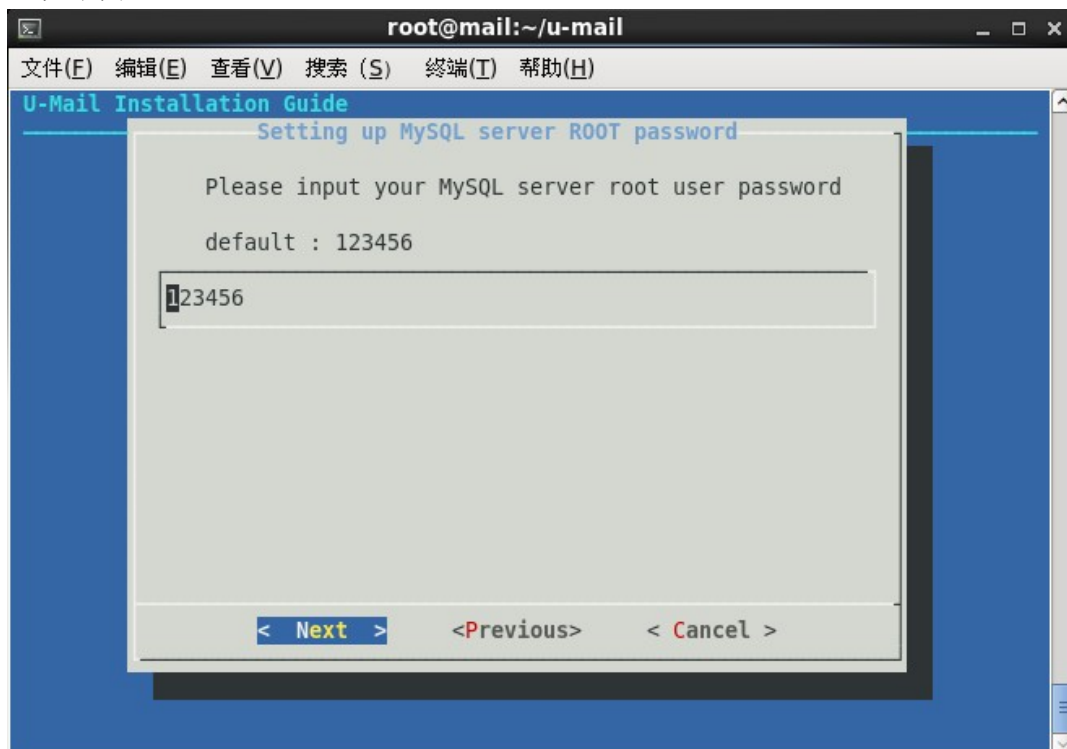 root@mail:~/u-mail
文件(F) 编辑(E) 查看(V) 搜索 (S) 终端(T) 帮助(H)
U-Mail Installation Guide
Setting up MySQL server ROOT password
Please input your MySQL server root user password
default : 123456
123456
< Next > <Previous> < Cancel >